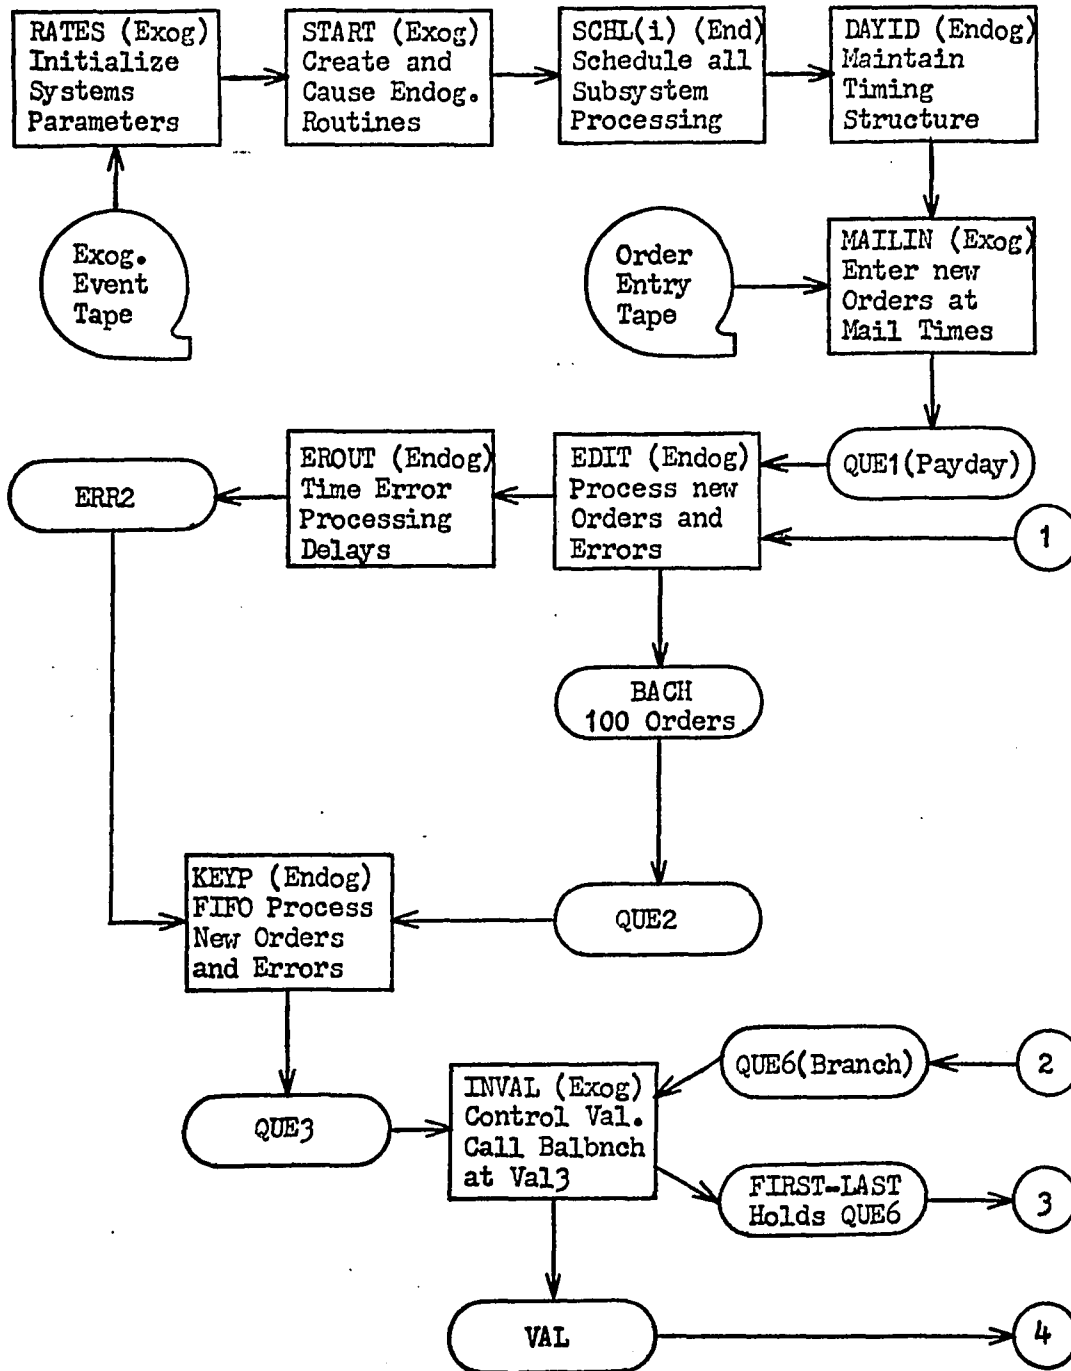 RATES (Exog)
Initialize
Systems
Parameters
START (Exog)
Create and
Cause Endog.
Routines
SCHL(i) (End)
Schedule all
Subsystem
Processing
DAYID (Endog)
Maintain
Timing
Structure
Exog.
Event
Tape
Order
Entry
Tape
MAILIN (Exog)
Enter new
Orders at
Mail Times
ERR2
EROUT (Endog)
Time Error
Processing
Delays
EDIT (Endog)
Process new
Orders and
Errors
QUE1(Payday)
1
BACH
100 Orders
KEYP (Endog)
FIFO Process
New Orders
and Errors
QUE2
QUE3
INVAL (Exog)
Control Val.
Call Balbnch
at Val3
QUE6(Branch)
2
FIRST-LAST
Holds QUE6
3
VAL
4